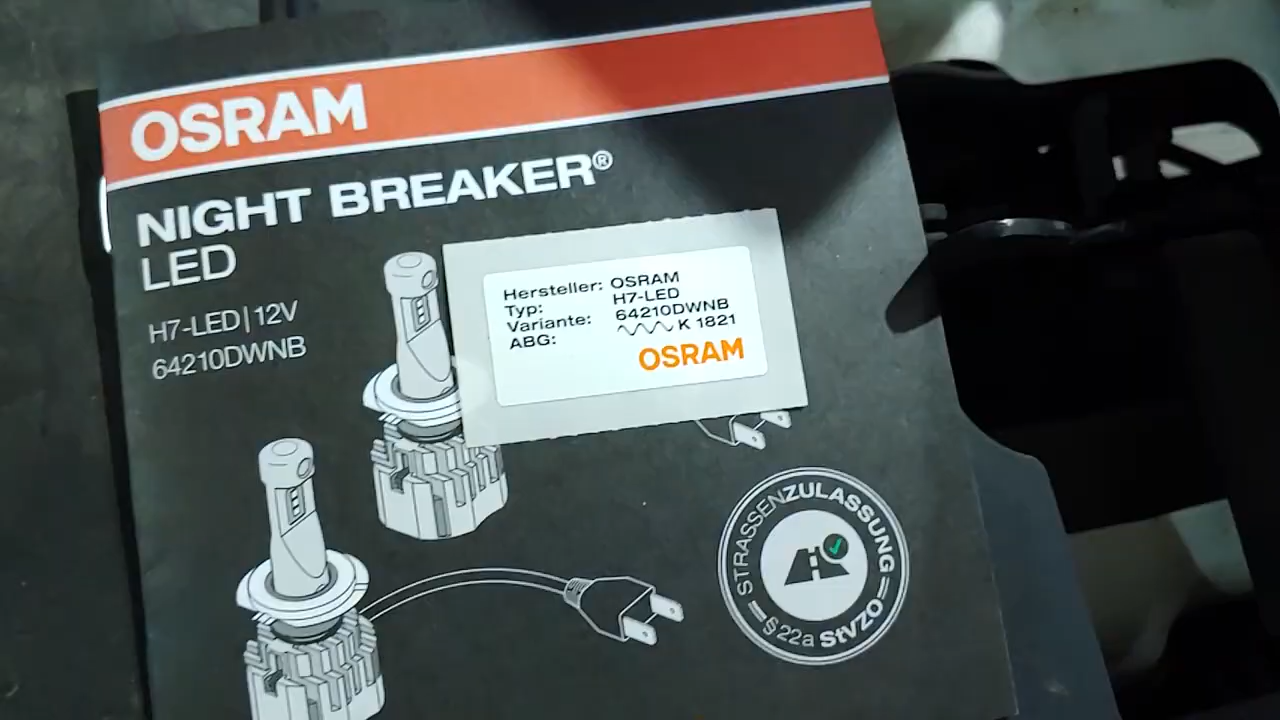 OSRAM
NIGHT BREAKER®
LED
H7-LED|12V
64210DWNB
Hersteller: OSRAM
Typ: H7-LED
Variante: 64210DWNB
ABG: K 1821
OSRAM
STRASSENZULASSUNG
§22a StVZO